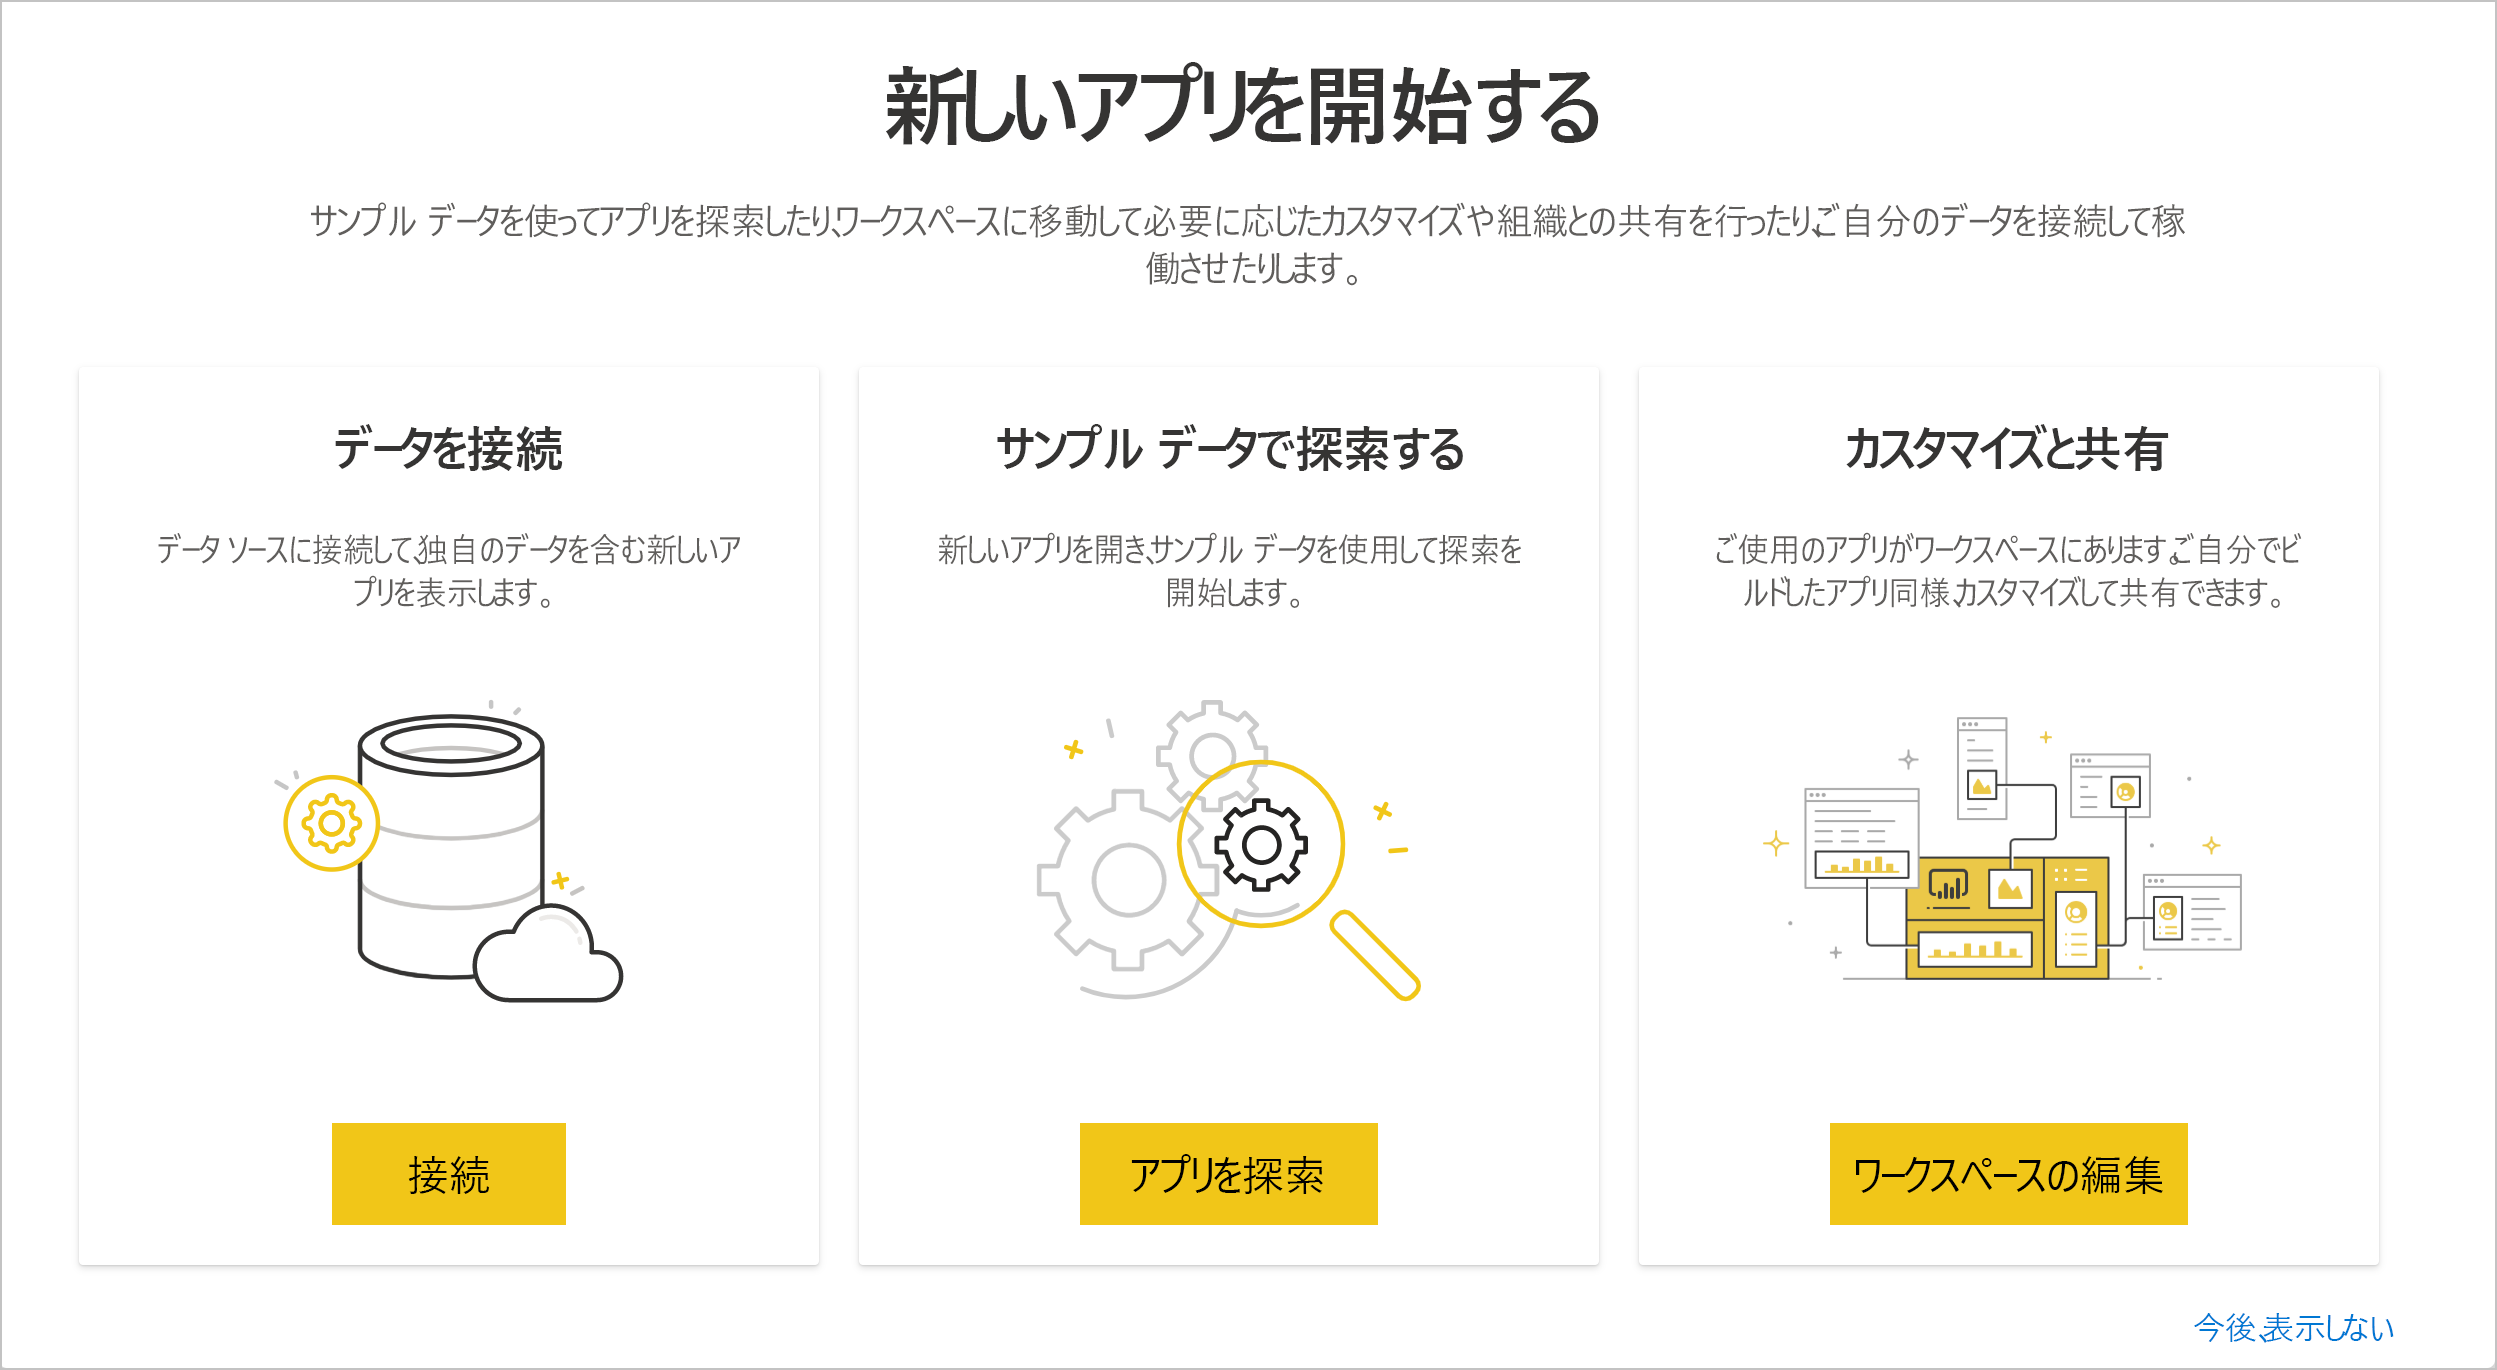 新しいアプリを開始する
サンプル データを使ってアプリを探索したり、ワークスペースに移動して必要に応じたカスタマイズや組織との共有を行ったり、ご自分のデータを接続して稼
働させたりします。
データを接続
データ ソースに接続して、独自のデータを含む新しいア
プリを表示します。
接続
サンプル データで探索する
新しいアプリを開き、サンプル データを使用して探索を
開始します。
アプリを探索
カスタマイズと共有
ご使用のアプリがワークスペースにあります。ご自分でビ
ルドしたアプリ同様、カスタマイズして共有できます。
ワークスペースの編集
今後、表示しない